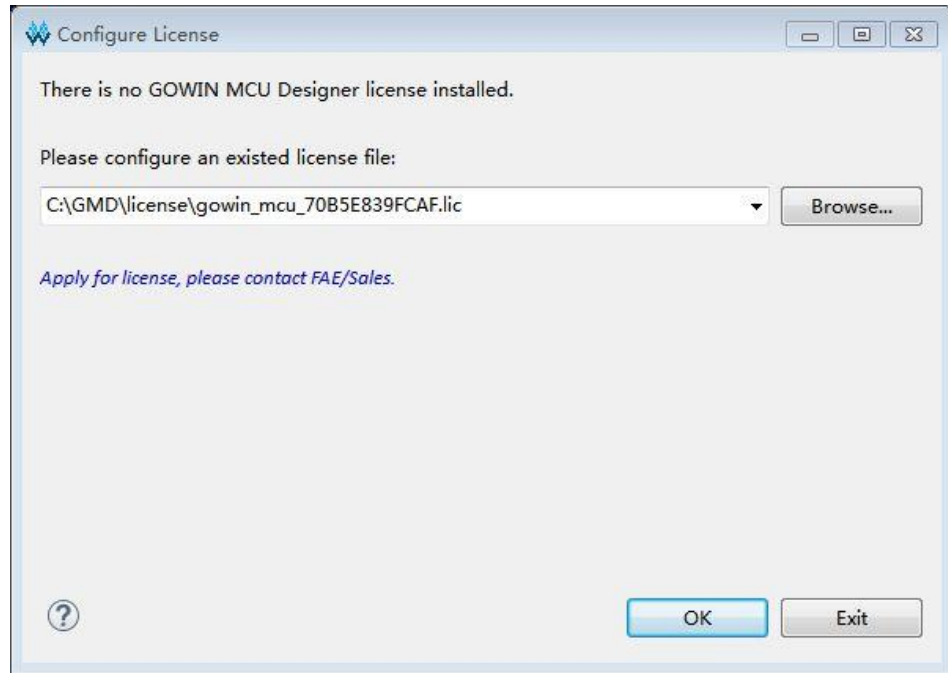 Configure License
There is no GOWIN MCU Designer license installed.
Please configure an existed license file:
C:\GMD\license\gowin_mcu_70B5E839FCAF.lic
Browse...
Apply for license, please contact FAE/Sales.
?
OK
Exit